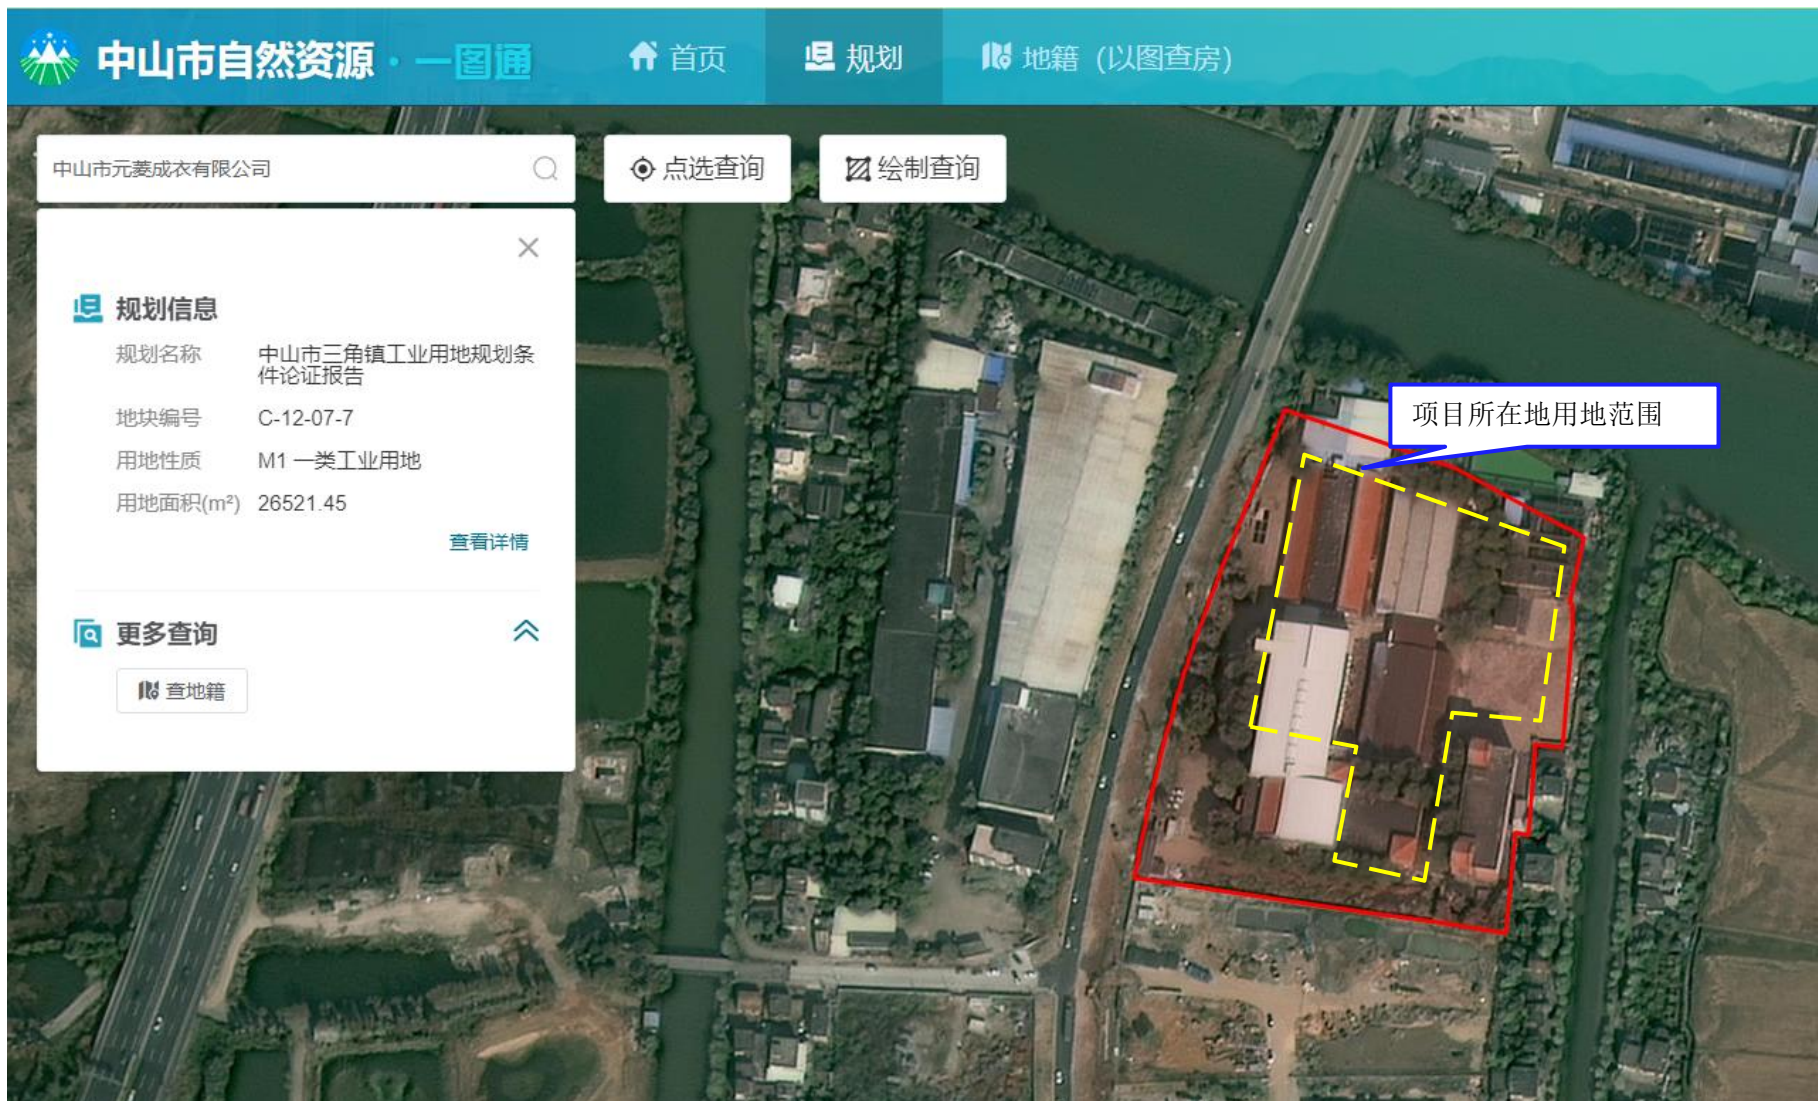 中山市自然资源·一图通
首页
规划
地籍（以图查房）
中山市元菱成衣有限公司
点选查询
绘制查询
规划信息
规划名称 中山市三角镇工业用地规划条
件论证报告
地块编号 C-12-07-7
用地性质 M1 一类工业用地
用地面积(m²) 26521.45
查看详情
更多查询
查地籍
项目所在地用地范围